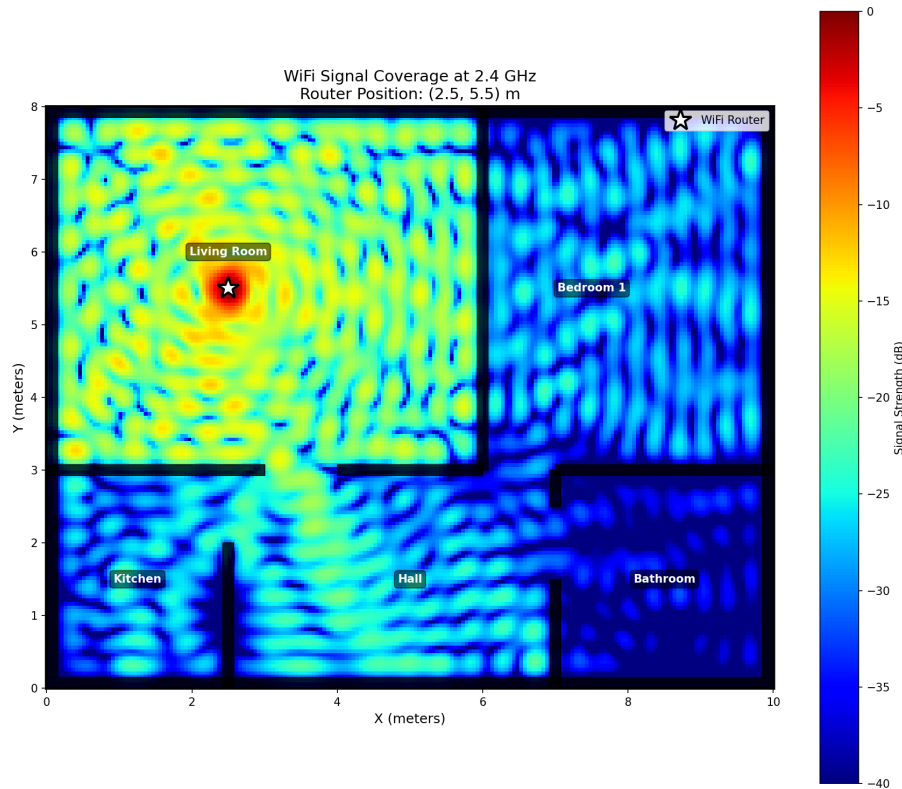 WiFi Signal Coverage at 2.4 GHz
Router Position: (2.5, 5.5) m
WiFi Router
Living Room
Bedroom 1
Kitchen
Hall
Bathroom
8
7
6
5
4
3
2
1
0
Y (meters)
0
2
4
6
8
10
X (meters)
0
−5
−10
−15
−20
−25
−30
−35
−40
Signal Strength (dB)